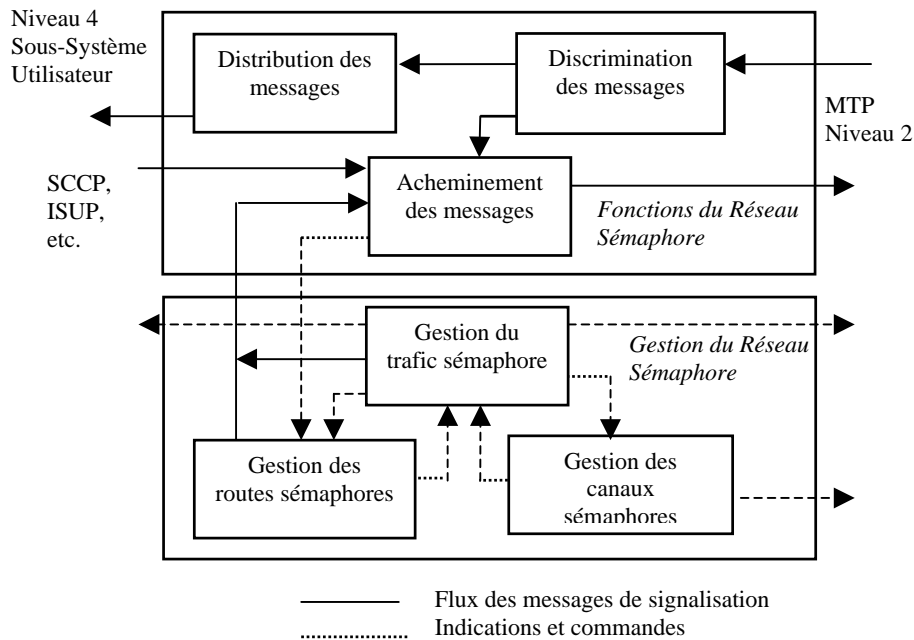 Niveau 4
Sous-Système
Utilisateur
Distribution des
messages
Discrimination
des messages
MTP
Niveau 2
SCCP,
ISUP,
etc.
Acheminement
des messages
Fonctions du Réseau
Sémaphore
Gestion du
trafic sémaphore
Gestion du Réseau
Sémaphore
Gestion des
routes sémaphores
Gestion des
canaux
sémaphores
Flux des messages de signalisation
Indications et commandes